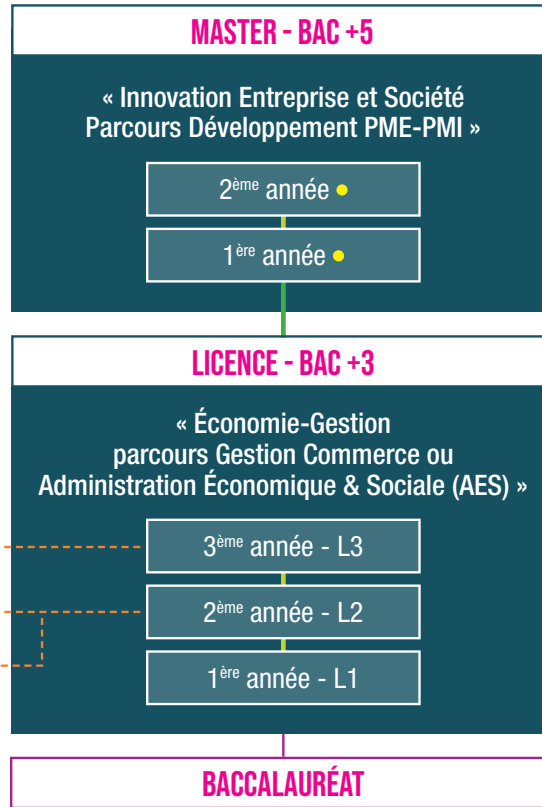 MASTER - BAC +5
« Innovation Entreprise et Société
Parcours Développement PME-PMI »
2ème année
1ère année
LICENCE - BAC +3
« Économie-Gestion
parcours Gestion Commerce ou
Administration Économique & Sociale (AES) »
3ème année - L3
2ème année - L2
1ère année - L1
BACCALAURÉAT